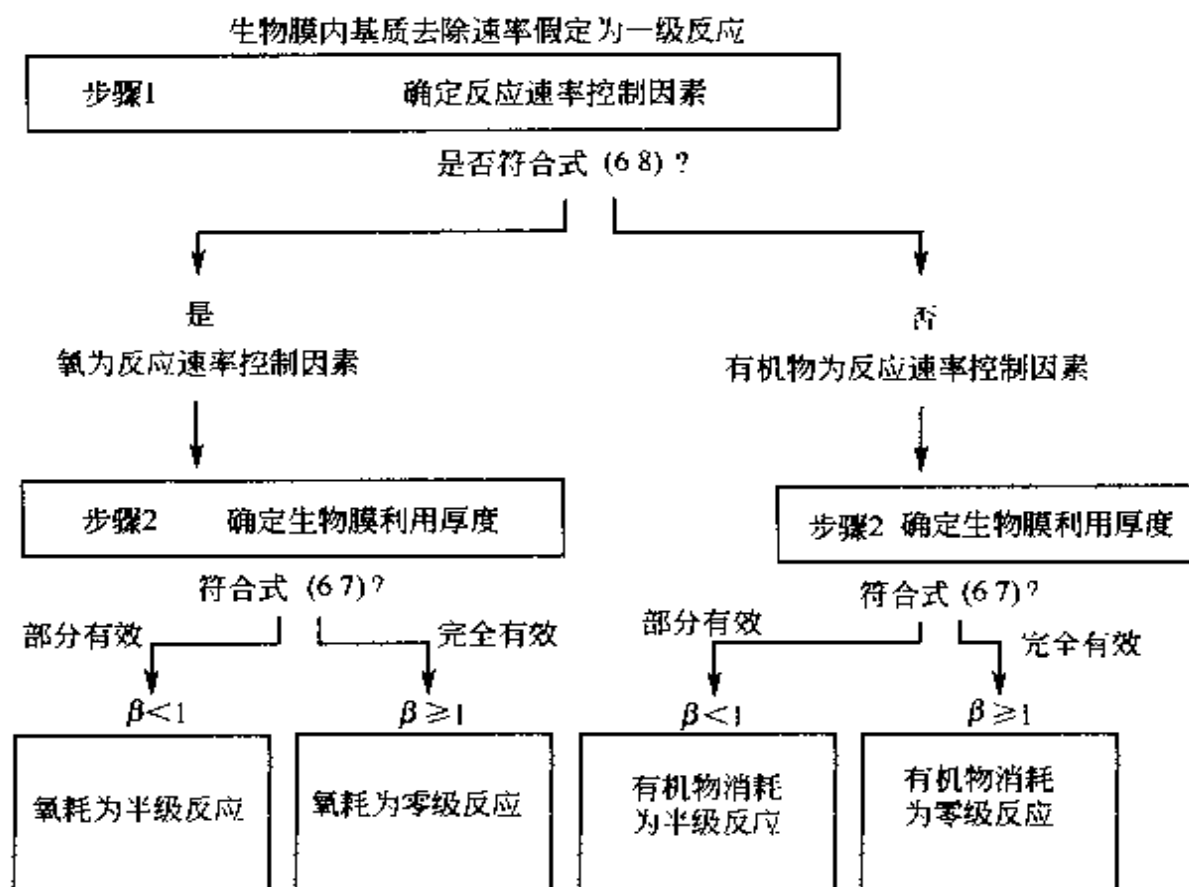 生物膜内基质去除速率假定为一级反应
步骤1 确定反应速率控制因素
是否符合式 (6 8) ?
是
否
氧为反应速率控制因素
有机物为反应速率控制因素
步骤2 确定生物膜利用厚度
步骤2 确定生物膜利用厚度
符合式 (6 7)?
符合式 (6 7)?
部分有效
完全有效
部分有效
完全有效
β<1
β≥1
β<1
β≥1
氧耗为半级反应
氧耗为零级反应
有机物消耗
为半级反应
有机物消耗
为零级反应